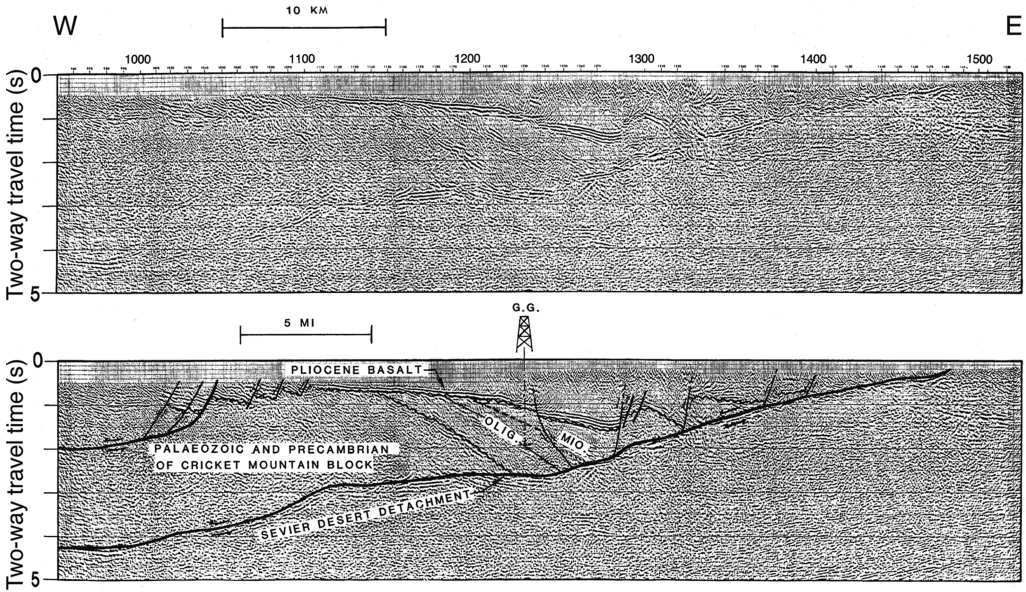 W
10 KM
E
1000
1100
1200
1300
1400
1500
Two-way travel time (s)
0
5
G.G.
5 MI
Two-way travel time (s)
0
PLIOCENE BASALT
OLIG.
MIO.
PALAEOZOIC AND PRECAMBRIAN
OF CRICKET MOUNTAIN BLOCK
SEVIER DESERT DETACHMENT
5